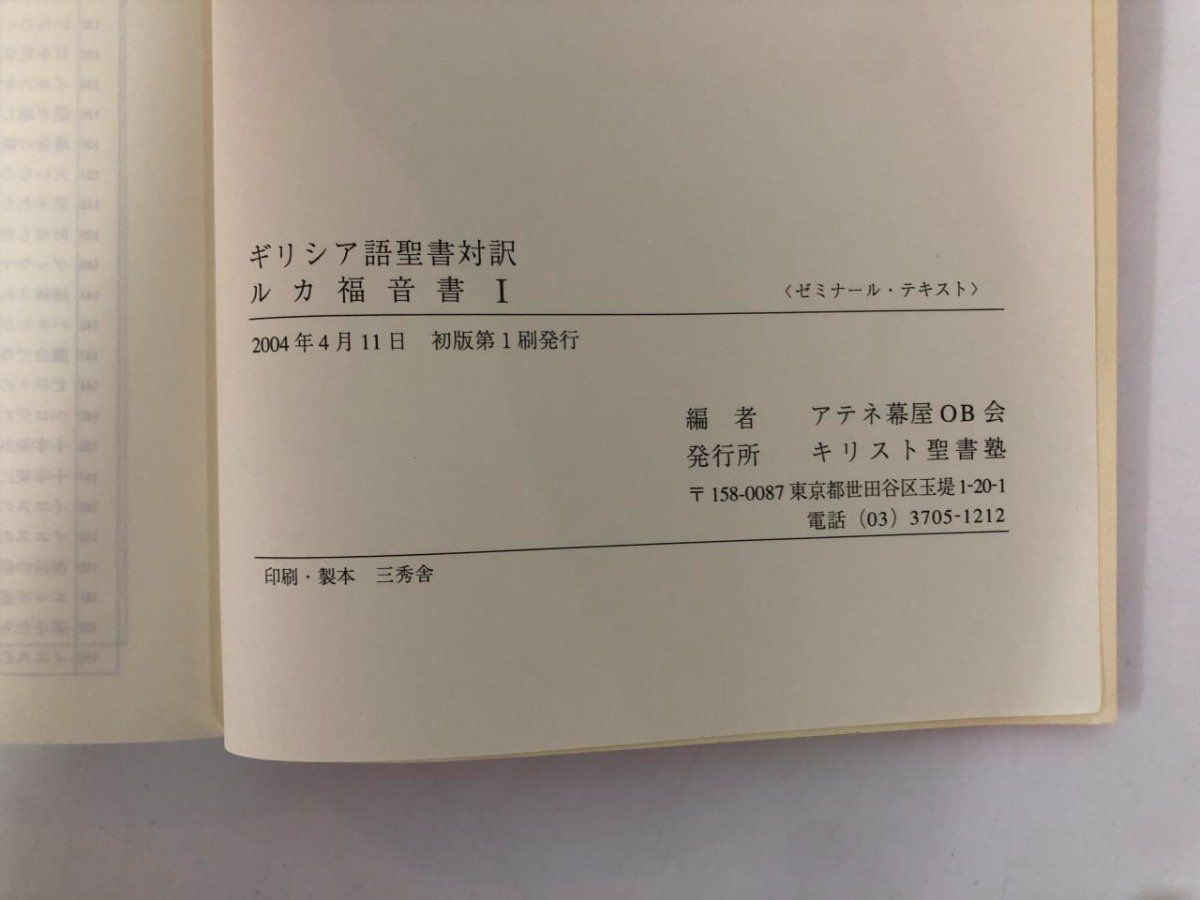 ギリシア語聖書対訳
ルカ福音書 I 〈ゼミナール・テキスト〉
2004年4月11日 初版第1刷発行
編者 アテネ幕屋OB会
発行所 キリスト聖書塾
〒158-0087 東京都世田谷区玉堤1-20-1
電話 (03) 3705-1212
印刷・製本 三秀舎